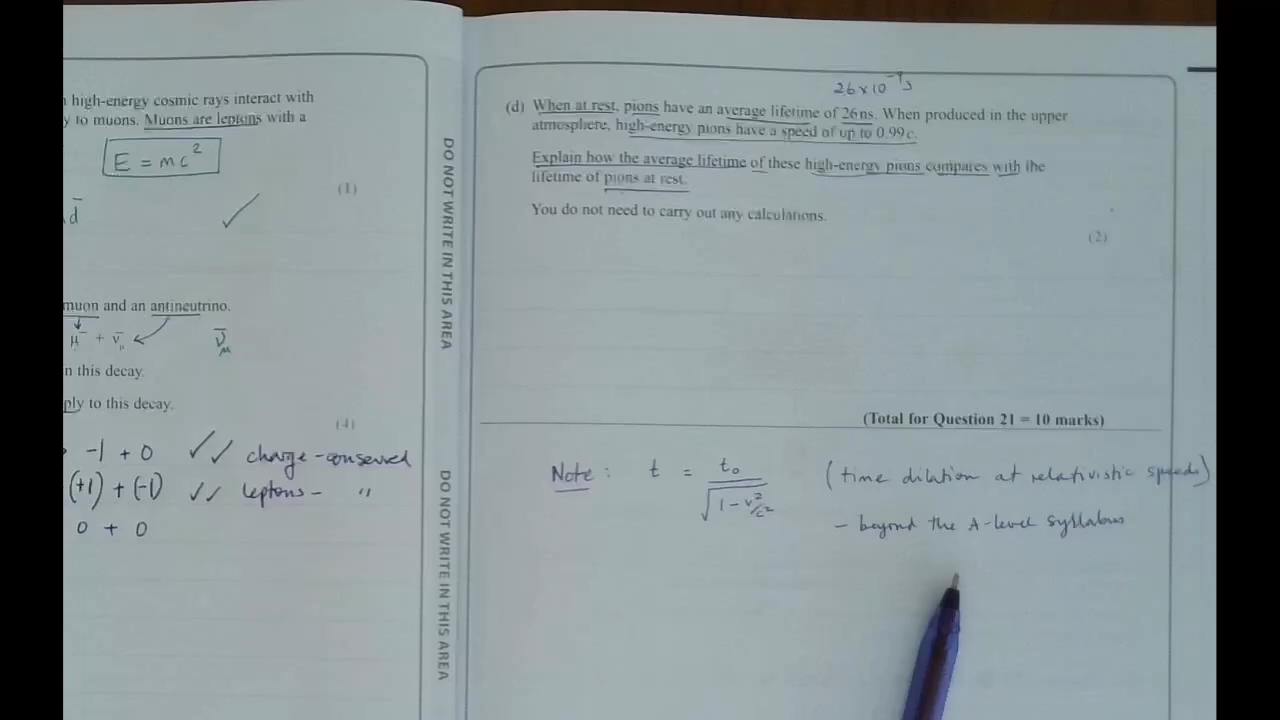 high-energy cosmic rays interact with
y to muons. Muons are leptons with a
E = mc²
(1)
d̄
muon and an antineutrino.
μ⁻ + ν̄μ
ν̄μ
n this decay.
ply to this decay.
(4)
-1 + 0 ✓✓ charge-conserved
(+1) + (-1) ✓✓ leptons- "
0 + 0
DO NOT WRITE IN THIS AREA
DO NOT WRITE IN THIS AREA
26×10⁻⁹s
(d) When at rest, pions have an average lifetime of 26 ns. When produced in the upper
atmosphere, high-energy pions have a speed of up to 0.99c.
Explain how the average lifetime of these high-energy pions compares with the
lifetime of pions at rest.
You do not need to carry out any calculations.
(2)
(Total for Question 21 = 10 marks)
Note: t = t₀/√(1-v²/c²) (time dilation at relativistic speeds)
- beyond the A-level syllabus